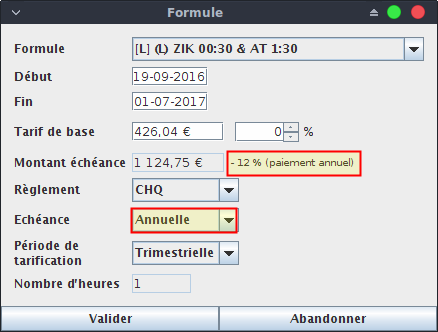 Formule
Formule [L] (L) ZIK 00:30 & AT 1:30
Début 19-09-2016
Fin 01-07-2017
Tarif de base 426,04 € 0 %
Montant échéance 1 124,75 € - 12 % (paiement annuel)
Règlement CHQ
Echéance Annuelle
Période de
tarification Trimestrielle
Nombre d'heures 1
Valider Abandonner